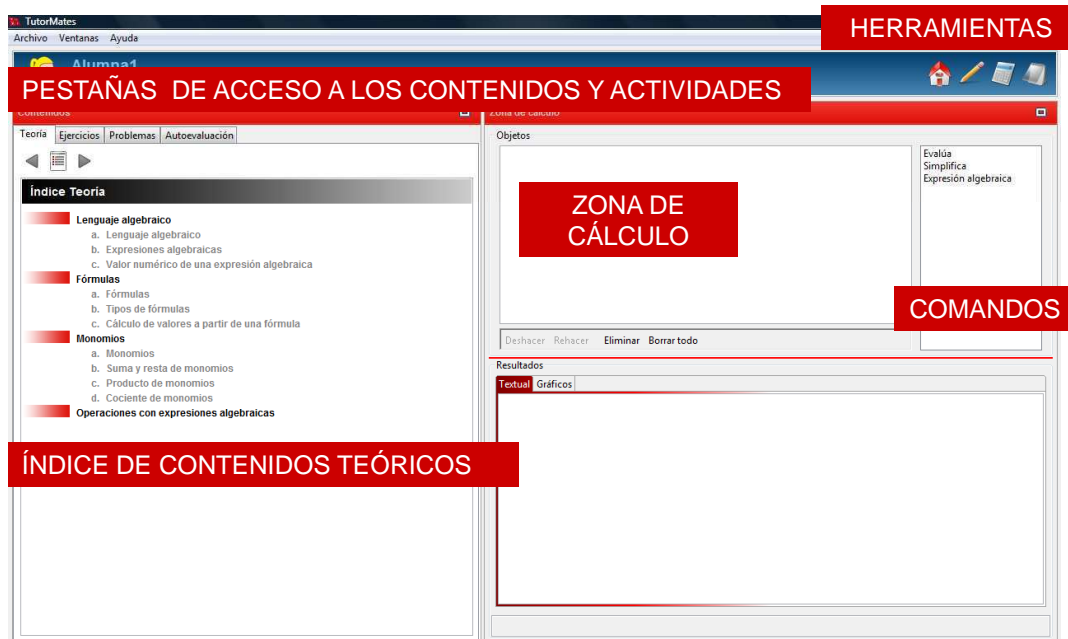 TutorMates
HERRAMIENTAS
Archivo Ventanas Ayuda
Alumna1
PESTAÑAS DE ACCESO A LOS CONTENIDOS Y ACTIVIDADES
Contenidos
Zona de cálculo
Teoría Ejercicios Problemas Autoevaluación
Índice Teoría
Lenguaje algebraico
a. Lenguaje algebraico
b. Expresiones algebraicas
c. Valor numérico de una expresión algebraica
Fórmulas
a. Fórmulas
b. Tipos de fórmulas
c. Cálculo de valores a partir de una fórmula
Monomios
a. Monomios
b. Suma y resta de monomios
c. Producto de monomios
d. Cociente de monomios
Operaciones con expresiones algebraicas
ÍNDICE DE CONTENIDOS TEÓRICOS
Objetos
ZONA DE
CÁLCULO
Evalúa
Simplifica
Expresión algebraica
COMANDOS
Deshacer Rehacer Eliminar Borrar todo
Resultados
Textual Gráficos